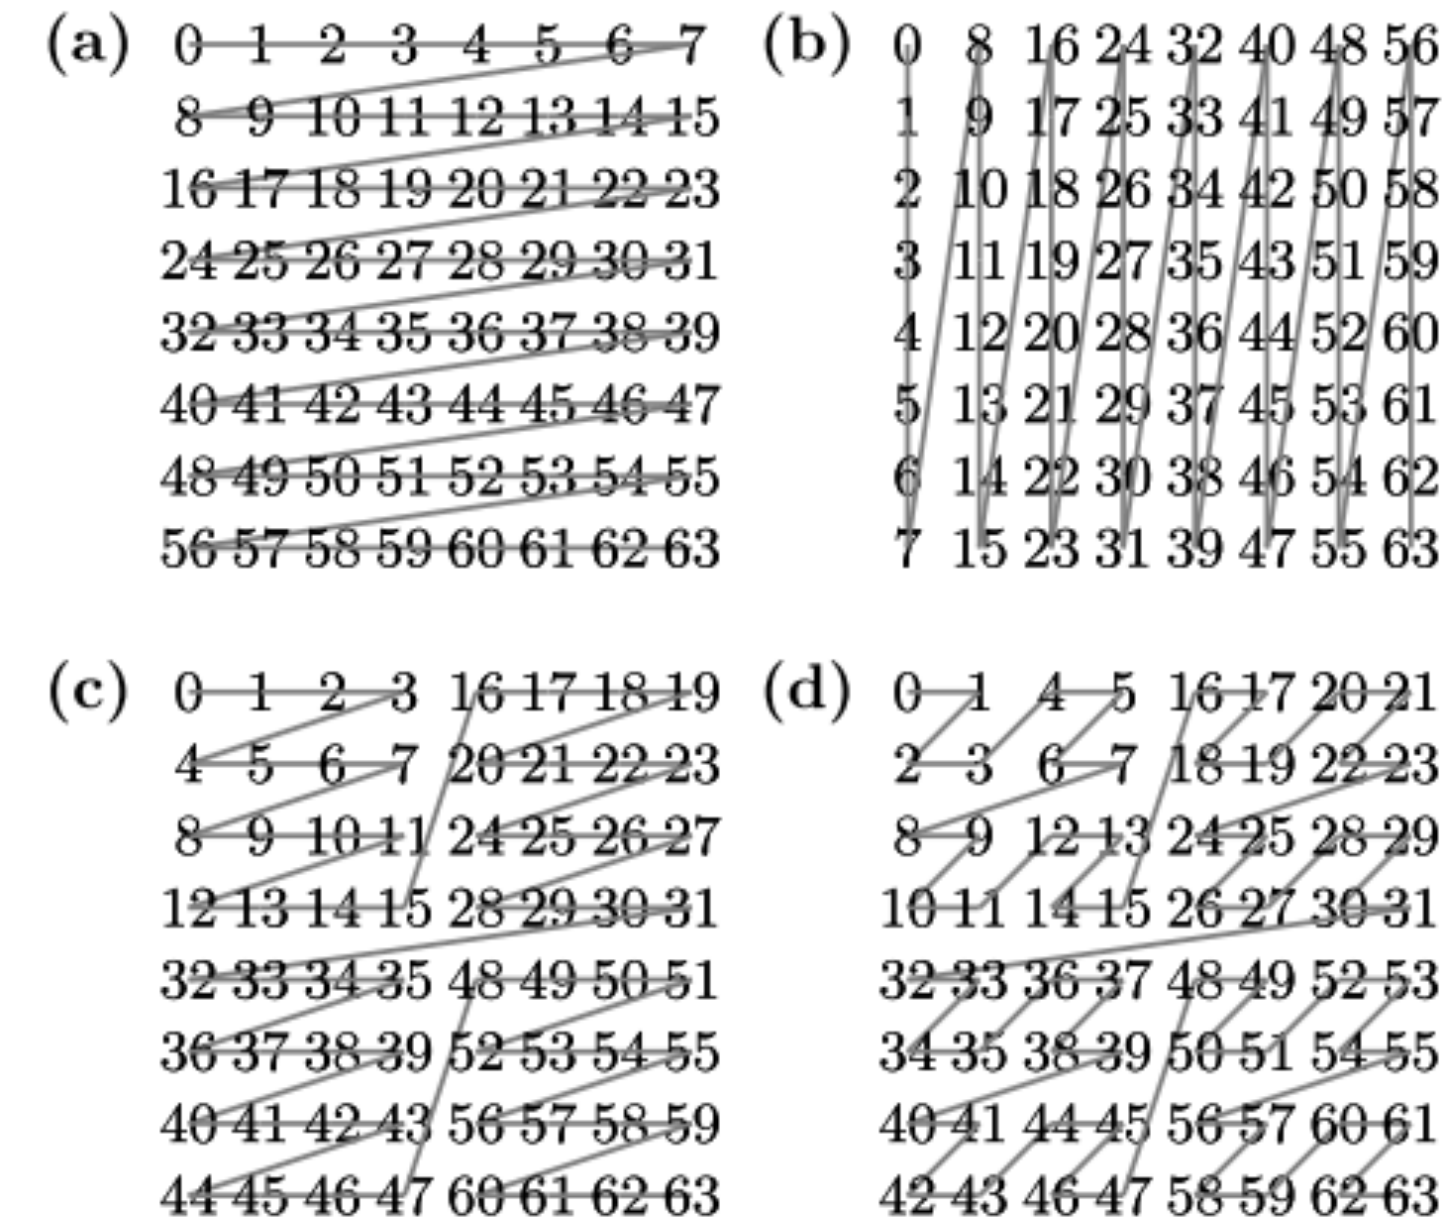 (a) 0 1 2 3 4 5 6 7
8 9 10 11 12 13 14 15
16 17 18 19 20 21 22 23
24 25 26 27 28 29 30 31
32 33 34 35 36 37 38 39
40 41 42 43 44 45 46 47
48 49 50 51 52 53 54 55
56 57 58 59 60 61 62 63
(b) 0 8 16 24 32 40 48 56
1 9 17 25 33 41 49 57
2 10 18 26 34 42 50 58
3 11 19 27 35 43 51 59
4 12 20 28 36 44 52 60
5 13 21 29 37 45 53 61
6 14 22 30 38 46 54 62
7 15 23 31 39 47 55 63
(c) 0 1 2 3 16 17 18 19
4 5 6 7 20 21 22 23
8 9 10 11 24 25 26 27
12 13 14 15 28 29 30 31
32 33 34 35 48 49 50 51
36 37 38 39 52 53 54 55
40 41 42 43 56 57 58 59
44 45 46 47 60 61 62 63
(d) 0 1 4 5 16 17 20 21
2 3 6 7 18 19 22 23
8 9 12 13 24 25 28 29
10 11 14 15 26 27 30 31
32 33 36 37 48 49 52 53
34 35 38 39 50 51 54 55
40 41 44 45 56 57 60 61
42 43 46 47 58 59 62 63